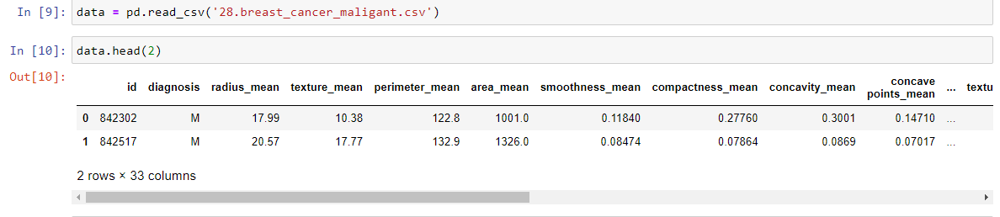 In [9]: data = pd.read_csv('28.breast_cancer_maligant.csv')
In [10]: data.head(2)
Out[10]:
id diagnosis radius_mean texture_mean perimeter_mean area_mean smoothness_mean compactness_mean concavity_mean concave points_mean ... textu
0 842302 M 17.99 10.38 122.8 1001.0 0.11840 0.27760 0.3001 0.14710 ...
1 842517 M 20.57 17.77 132.9 1326.0 0.08474 0.07864 0.0869 0.07017 ...
2 rows × 33 columns